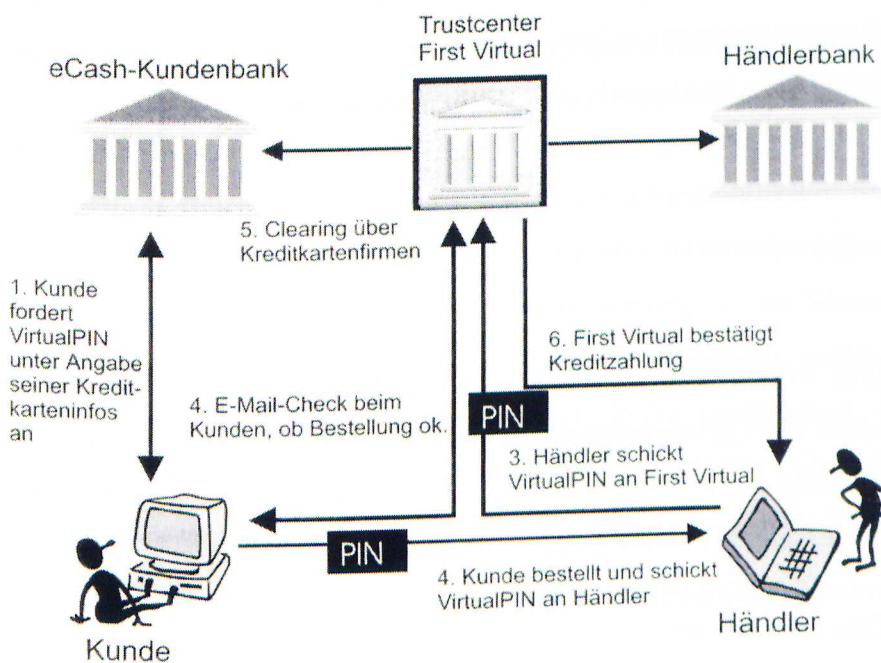 Trustcenter
First Virtual
eCash-Kundenbank
Händlerbank
5. Clearing über
Kreditkartenfirmen
1. Kunde
fordert
VirtualPIN
unter Angabe
seiner Kredit-
karteninfos
an
6. First Virtual bestätigt
Kreditzahlung
4. E-Mail-Check beim
Kunden, ob Bestellung ok.
PIN
3. Händler schickt
VirtualPIN an First Virtual
PIN
4. Kunde bestellt und schickt
VirtualPIN an Händler
Kunde
Händler